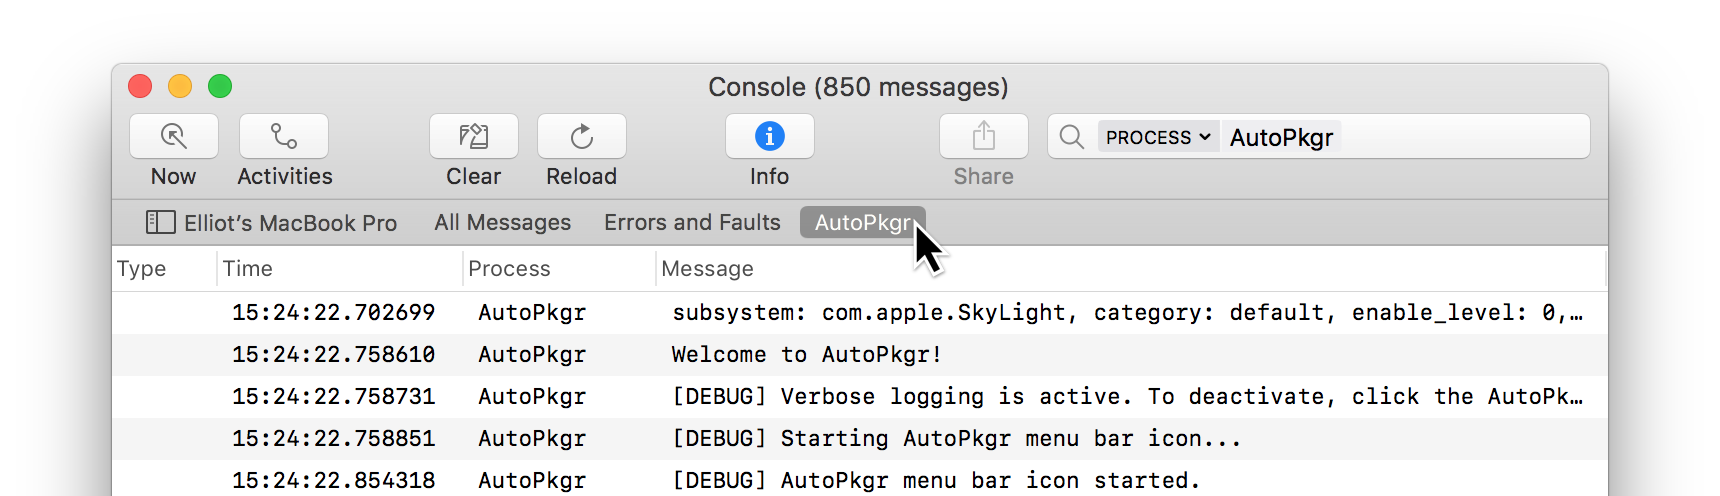 Console (850 messages)
PROCESS AutoPkgr
Now Activities Clear Reload Info Share
Elliot’s MacBook Pro All Messages Errors and Faults AutoPkgr
Type Time Process Message
15:24:22.702699 AutoPkgr subsystem: com.apple.SkyLight, category: default, enable_level: 0,…
15:24:22.758610 AutoPkgr Welcome to AutoPkgr!
15:24:22.758731 AutoPkgr [DEBUG] Verbose logging is active. To deactivate, click the AutoPk…
15:24:22.758851 AutoPkgr [DEBUG] Starting AutoPkgr menu bar icon...
15:24:22.854318 AutoPkgr [DEBUG] AutoPkgr menu bar icon started.